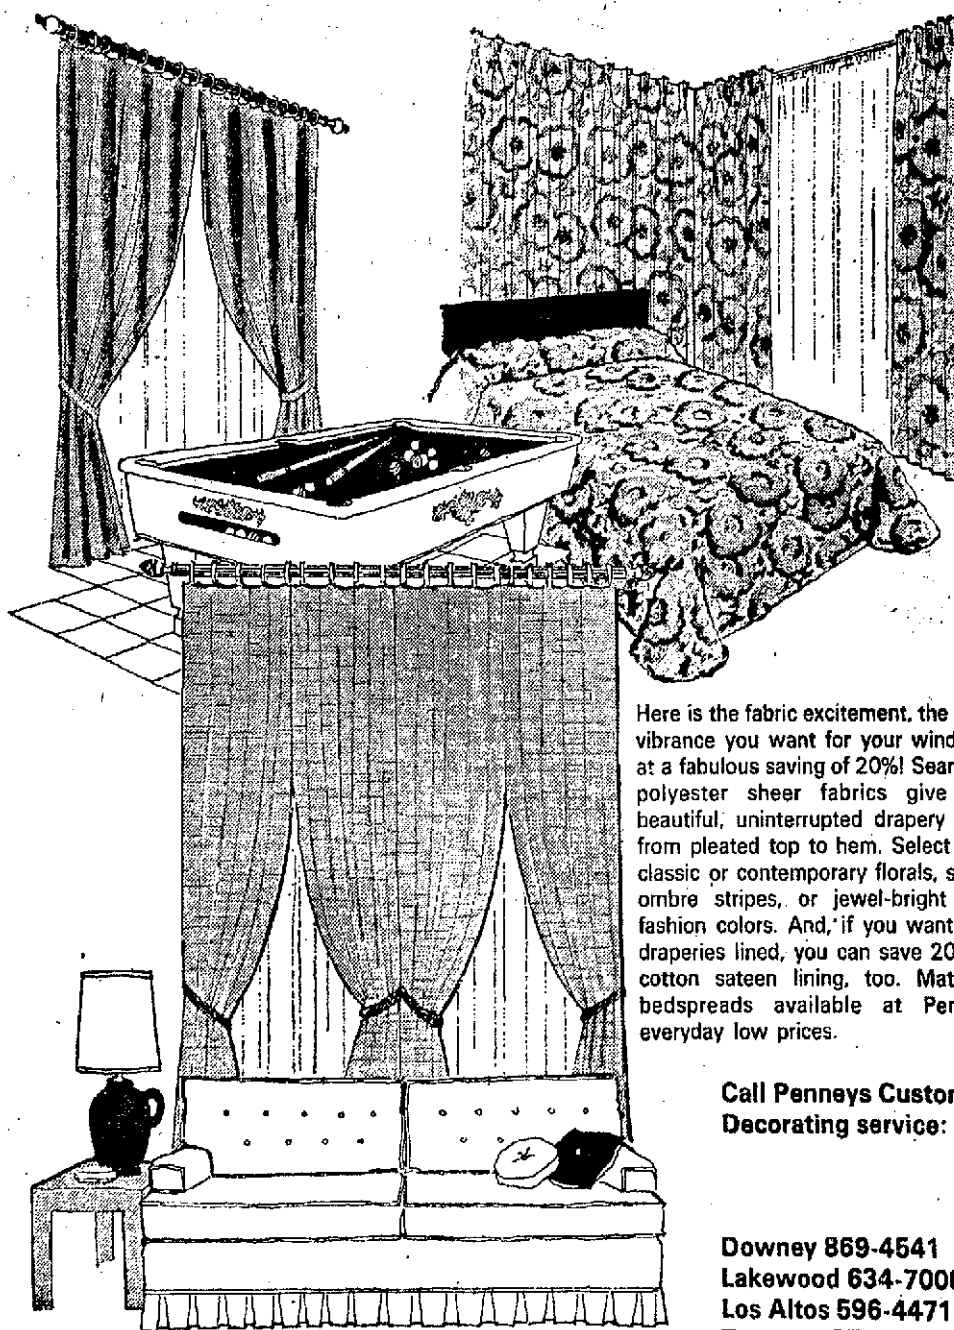 Here is the fabric excitement, the
vibrance you want for your wind
at a fabulous saving of 20%! Seam
polyester sheer fabrics give
beautiful, uninterrupted drapery
from pleated top to hem. Select
classic or contemporary florals, s
ombre stripes, or jewel-bright
fashion colors. And, if you want
draperies lined, you can save 20
cotton sateen lining, too. Mat
bedspreads available at Pen
everyday low prices.
Call Penneys Custom
Decorating service:
Downey 869-4541
Lakewood 634-7000
Los Altos 596-4471